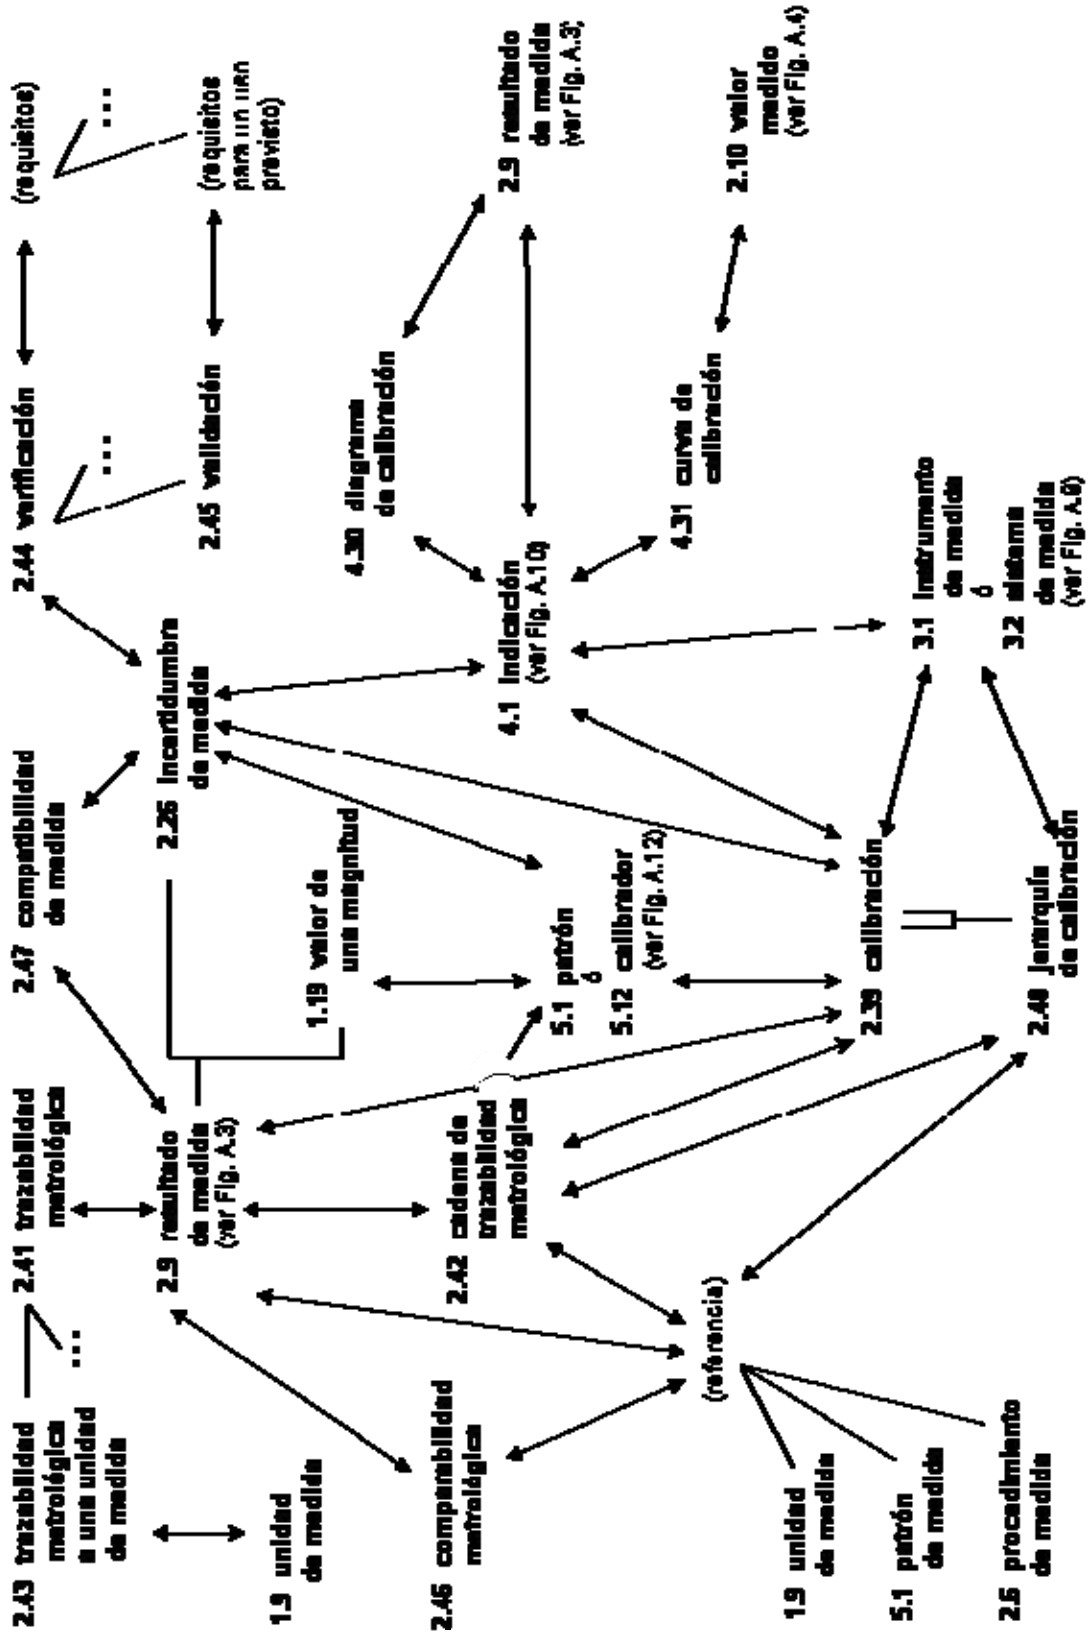 2.43 trazabilidad
metrológica
a una unidad
de medida
2.41 trazabilidad
metrológica
2.47 compatibilidad
de medida
2.44 verificación
(requisitos)
...
...
...
1.9 unidad
de medida
2.9 resultado
de medida
(ver Fig. A.3)
2.26 incertidumbre
de medida
2.45 validación
(requisitos
para un uso
previsto)
1.19 valor de
una magnitud
4.30 diagrama
de calibración
2.46 comparabilidad
metrológica
2.42 cadena de
trazabilidad
metrológica
5.1 patrón
ó
5.12 calibrador
(ver Fig. A.12)
4.1 Indicación
(ver Fig. A.10)
2.9 resultado
de medida
(ver Fig. A.3)
4.31 curva de
calibración
2.10 valor
medido
(ver Fig. A.4)
(referencia)
1.9 unidad
de medida
5.1 patrón
de medida
2.6 procedimiento
de medida
2.39 calibración
2.40 jerarquía
de calibración
3.1 Instrumento
de medida
ó
3.2 sistema
de medida
(ver Fig. A.9)